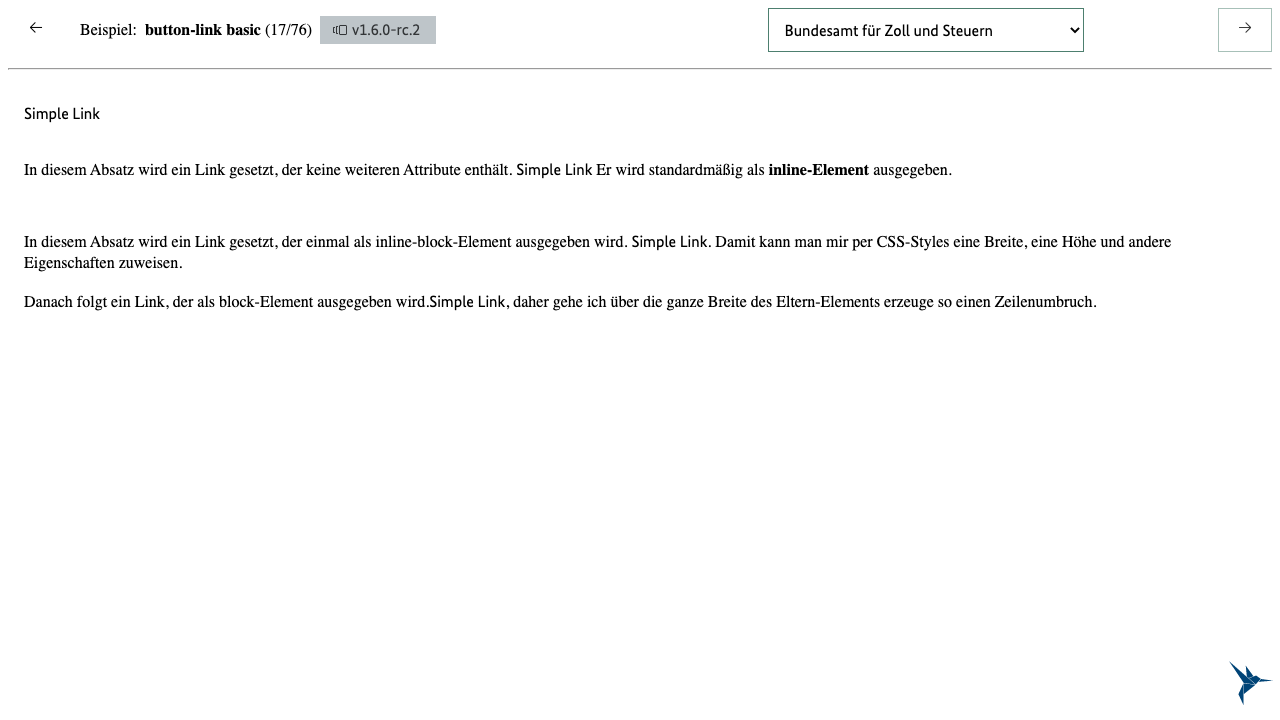 Beispiel: button-link basic (17/76) v1.6.0-rc.2 Bundesamt für Zoll und Steuern
Simple Link
In diesem Absatz wird ein Link gesetzt, der keine weiteren Attribute enthält. Simple Link Er wird standardmäßig als inline-Element ausgegeben.
In diesem Absatz wird ein Link gesetzt, der einmal als inline-block-Element ausgegeben wird. Simple Link. Damit kann man mir per CSS-Styles eine Breite, eine Höhe und andere
Eigenschaften zuweisen.
Danach folgt ein Link, der als block-Element ausgegeben wird.Simple Link, daher gehe ich über die ganze Breite des Eltern-Elements erzeuge so einen Zeilenumbruch.